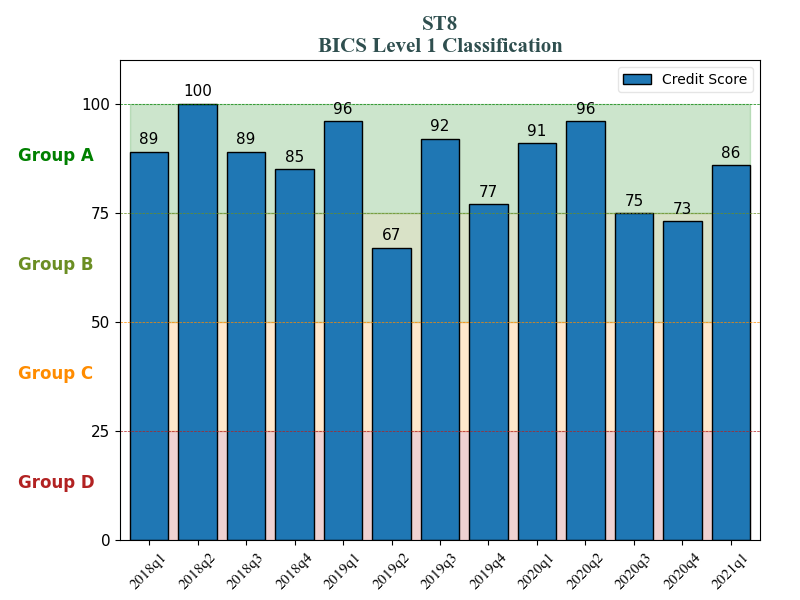 ST8
BICS Level 1 Classification
Credit Score
100
75
50
25
0
Group A
Group B
Group C
Group D
89
100
89
85
96
67
92
77
91
96
75
73
86
2018q1
2018q2
2018q3
2018q4
2019q1
2019q2
2019q3
2019q4
2020q1
2020q2
2020q3
2020q4
2021q1